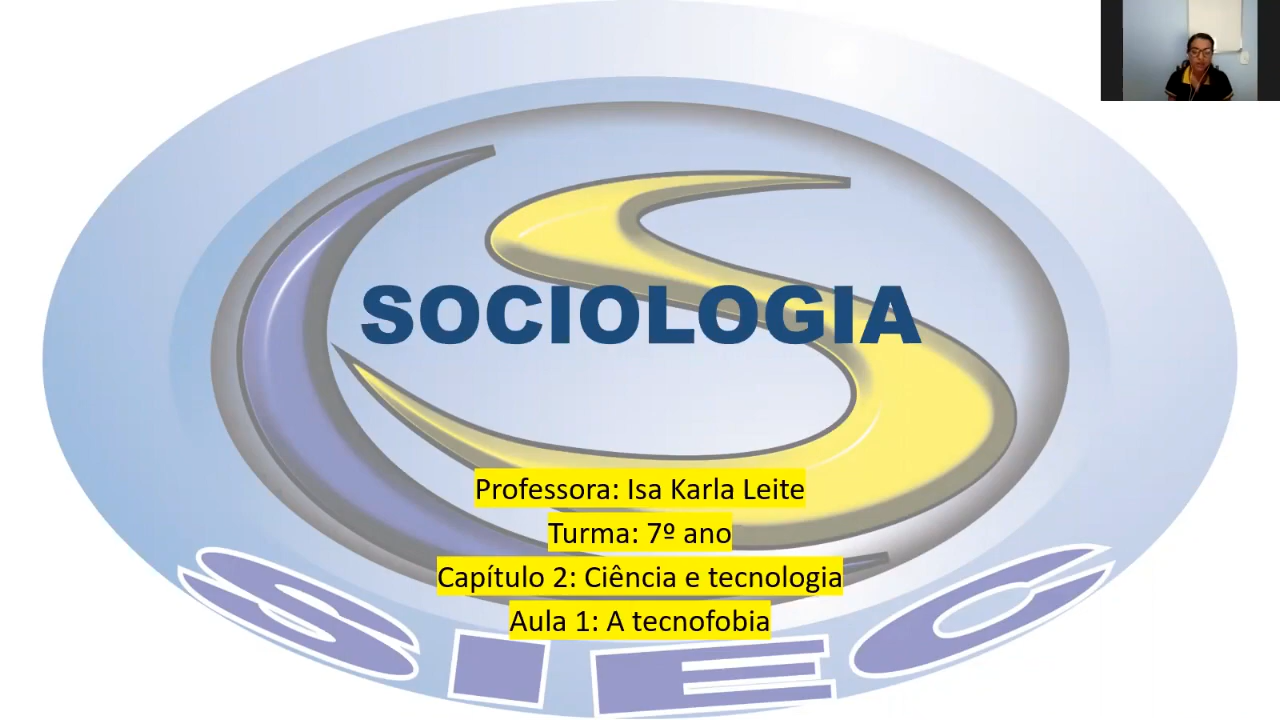 SOCIOLOGIA
Professora: Isa Karla Leite
Turma: 7º ano
Capítulo 2: Ciência e tecnologia
Aula 1: A tecnofobia
SIEC